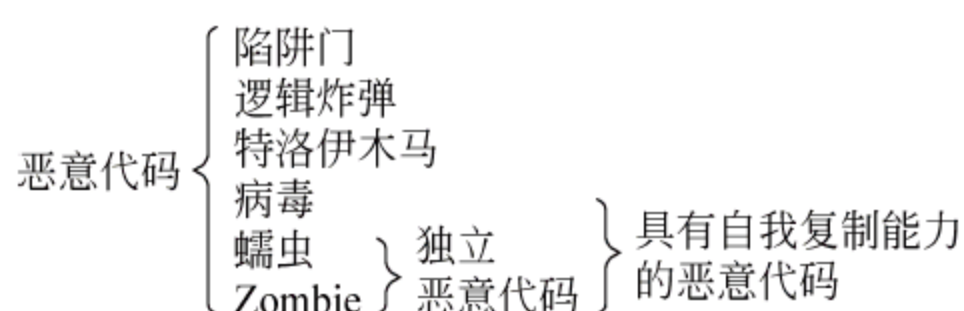 恶意代码
陷阱门
逻辑炸弹
特洛伊木马
病毒
蠕虫
Zombie
独立
恶意代码
具有自我复制能力
的恶意代码